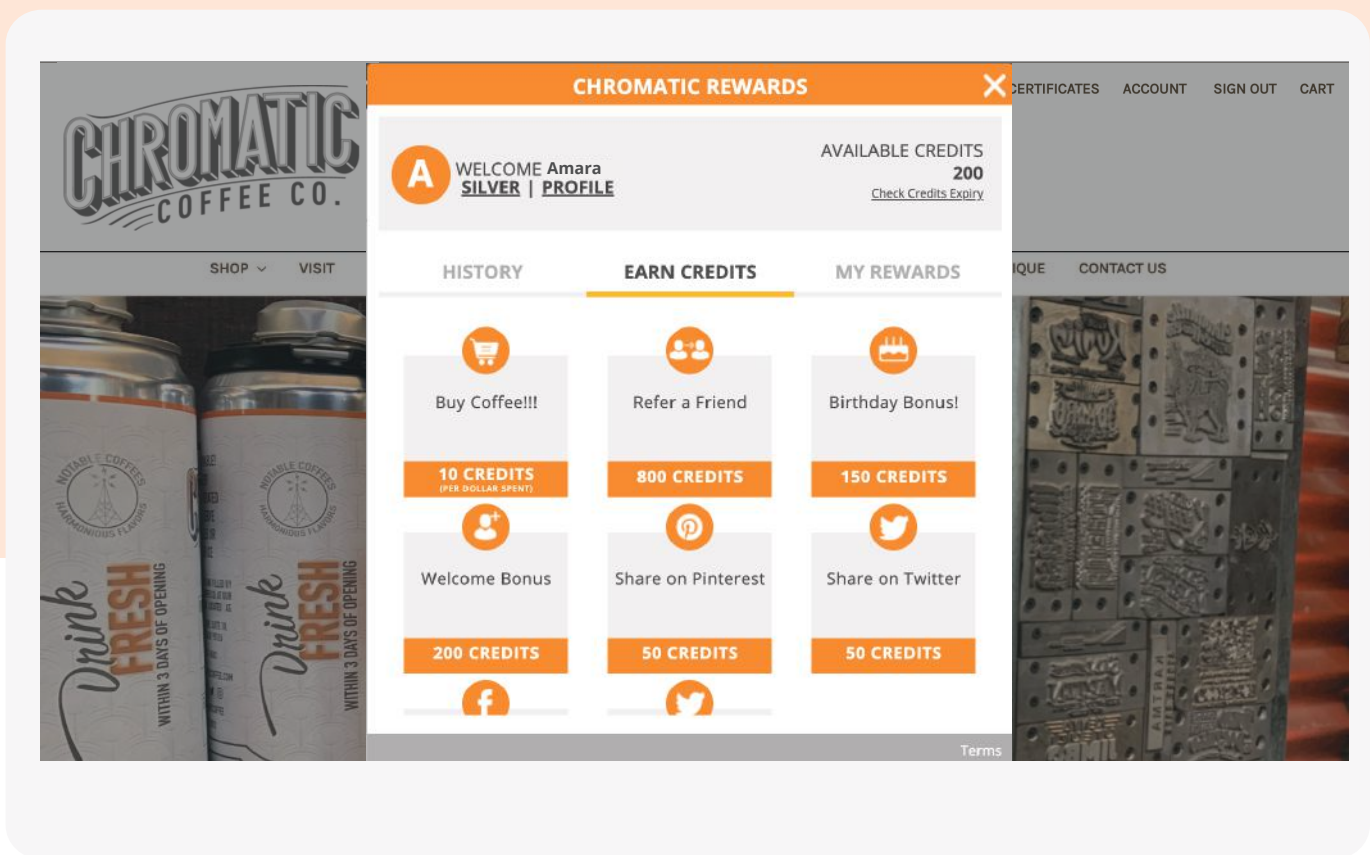 CHROMATIC
COFFEE CO.
CHROMATIC REWARDS
CERTIFICATES ACCOUNT SIGN OUT CART
WELCOME Amara
SILVER | PROFILE
AVAILABLE CREDITS
200
Check Credits Expiry
SHOP VISIT
CONTACT US
HISTORY EARN CREDITS MY REWARDS
Buy Coffee!!! Refer a Friend Birthday Bonus!
10 CREDITS 800 CREDITS 150 CREDITS
(PER DOLLAR SPENT)
Welcome Bonus Share on Pinterest Share on Twitter
200 CREDITS 50 CREDITS 50 CREDITS
Terms
NOTABLE COFFEES
HARMONIOUS FLAVORS
Drink
FRESH
WITHIN 3 DAYS OF OPENING
NOTABLE COFFEES
HARMONIOUS FLAVORS
Drink
FRESH
WITHIN 3 DAYS OF OPENING